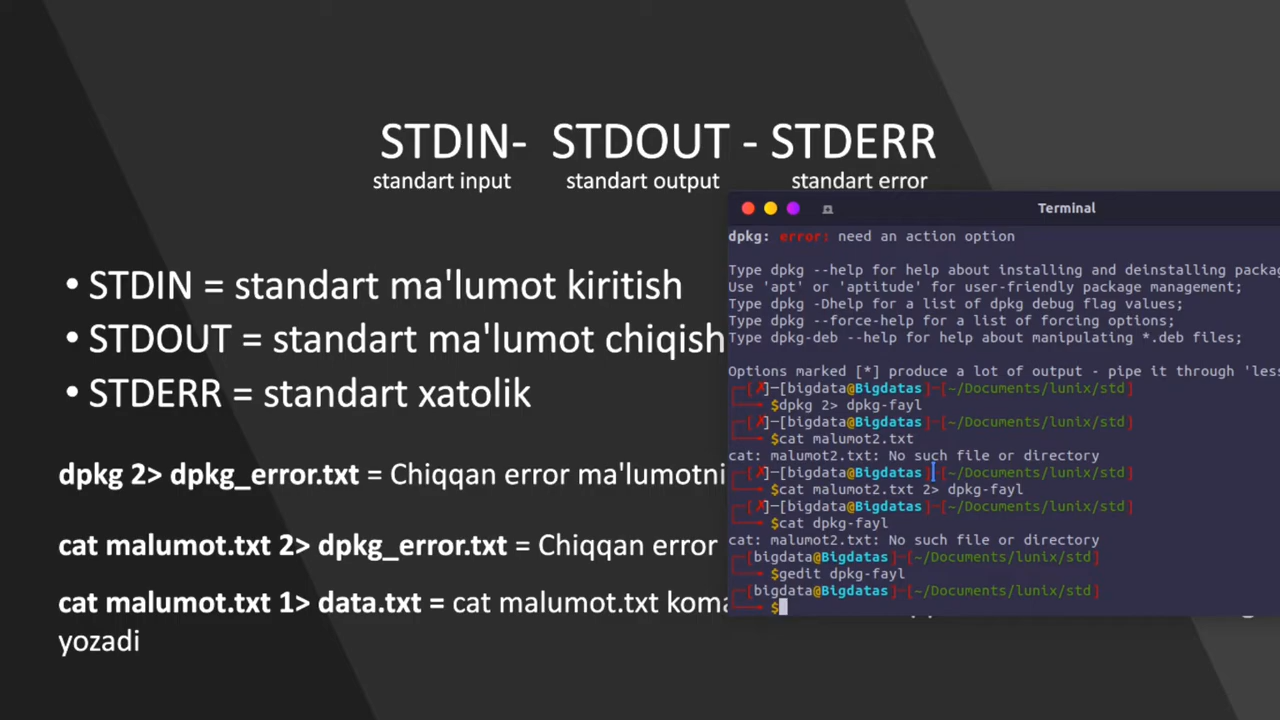 STDIN- STDOUT - STDERR
standart input standart output standart error
• STDIN = standart ma'lumot kiritish
• STDOUT = standart ma'lumot chiqish
• STDERR = standart xatolik
dpkg 2> dpkg_error.txt = Chiqqan error ma'lumotni
cat malumot.txt 2> dpkg_error.txt = Chiqqan error
cat malumot.txt 1> data.txt = cat malumot.txt
yozadi
Terminal
dpkg: error: need an action option
Type dpkg --help for help about installing and deinstalling
Use 'apt' or 'aptitude' for user-friendly package management;
Type dpkg -Dhelp for a list of dpkg debug flag values;
Type dpkg --force-help for a list of forcing options;
Type dpkg-deb --help for help about manipulating *.deb files;
Options marked [*] produce a lot of output - pipe it through
┌─[✗]─[bigdata@Bigdatas]─[~/Documents/lunix/std]
└──╼ $dpkg 2> dpkg-fayl
┌─[✗]─[bigdata@Bigdatas]─[~/Documents/lunix/std]
└──╼ $cat malumot2.txt
cat: malumot2.txt: No such file or directory
┌─[✗]─[bigdata@Bigdatas]─[~/Documents/lunix/std]
└──╼ $cat malumot2.txt 2> dpkg-fayl
┌─[✗]─[bigdata@Bigdatas]─[~/Documents/lunix/std]
└──╼ $cat dpkg-fayl
cat: malumot2.txt: No such file or directory
┌─[bigdata@Bigdatas]─[~/Documents/lunix/std]
└──╼ $gedit dpkg-fayl
┌─[bigdata@Bigdatas]─[~/Documents/lunix/std]
└──╼ $